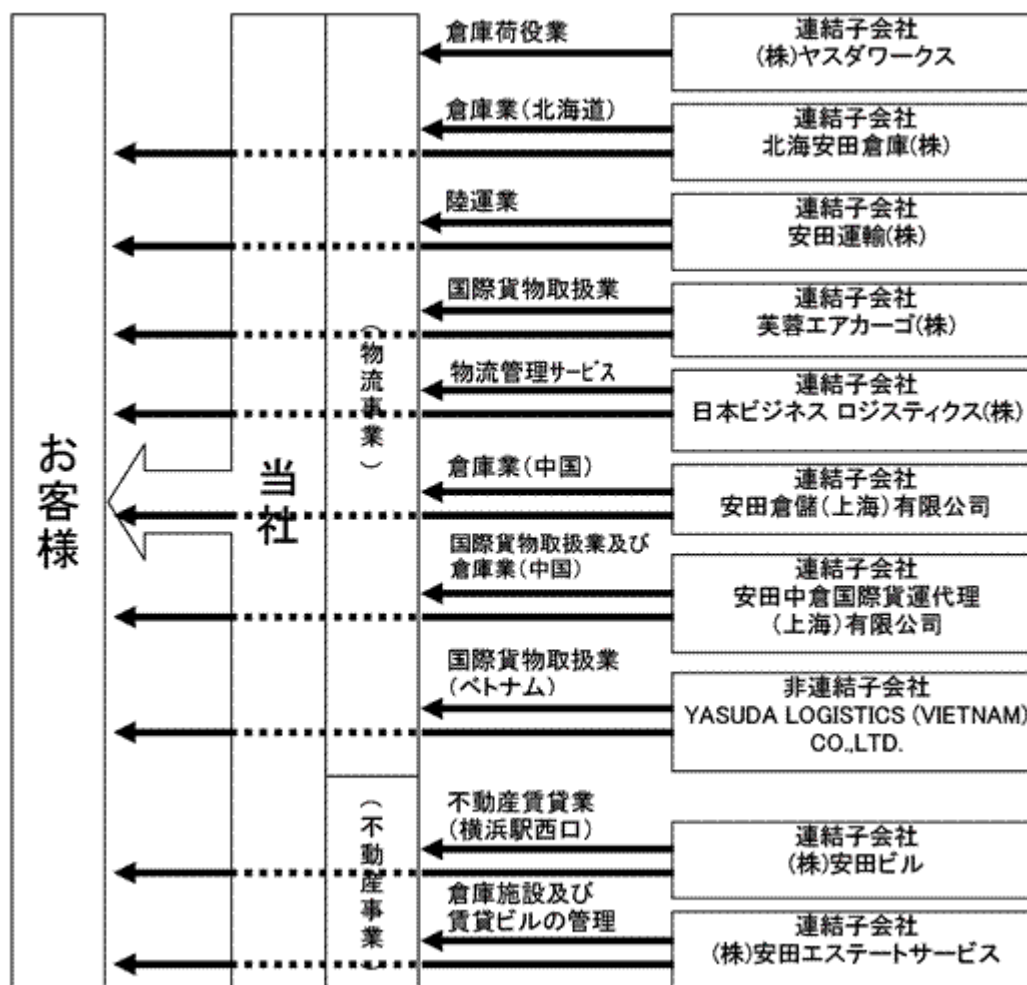 お客様
当社
(物流事業)
(不動産事業)
倉庫荷役業
連結子会社
(株)ヤスダワークス
倉庫業(北海道)
連結子会社
北海安田倉庫(株)
陸運業
連結子会社
安田運輸(株)
国際貨物取扱業
連結子会社
芙蓉エアカーゴ(株)
物流管理サービス
連結子会社
日本ビジネス ロジスティクス(株)
倉庫業(中国)
連結子会社
安田倉儲(上海)有限公司
国際貨物取扱業及び
倉庫業(中国)
連結子会社
安田中倉国際貨運代理
(上海)有限公司
国際貨物取扱業
(ベトナム)
非連結子会社
YASUDA LOGISTICS (VIETNAM)
CO.,LTD.
不動産賃貸業
(横浜駅西口)
連結子会社
(株)安田ビル
倉庫施設及び
賃貸ビルの管理
連結子会社
(株)安田エステートサービス